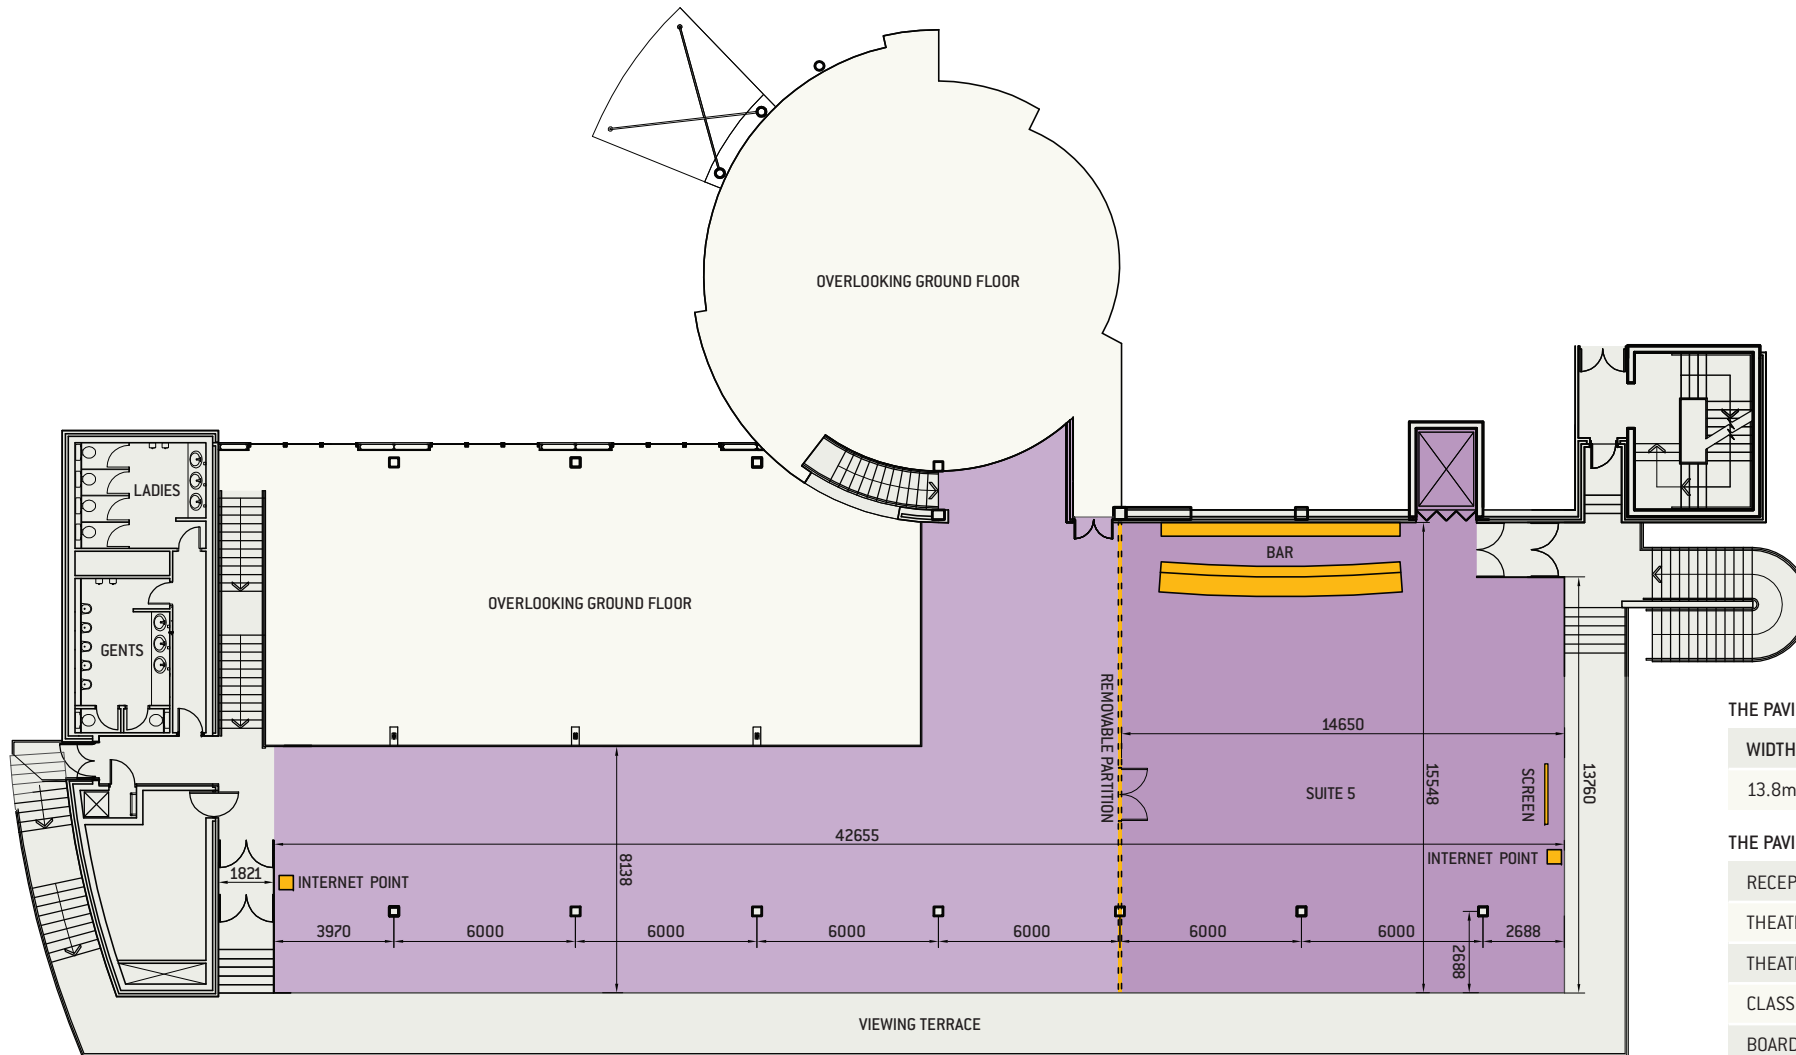 OVERLOOKING GROUND FLOOR
LADIES
BAR
OVERLOOKING GROUND FLOOR
GENTS
REMOVABLE PARTITION
14650
15548
13760
SUITE 5
SCREEN
42655
8138
1821
INTERNET POINT
INTERNET POINT
3970
6000
6000
6000
6000
6000
6000
2688
2688
VIEWING TERRACE
THE PAVI
WIDTH
13.8m
THE PAVI
RECEP
THEAT
THEAT
CLASS
BOARD